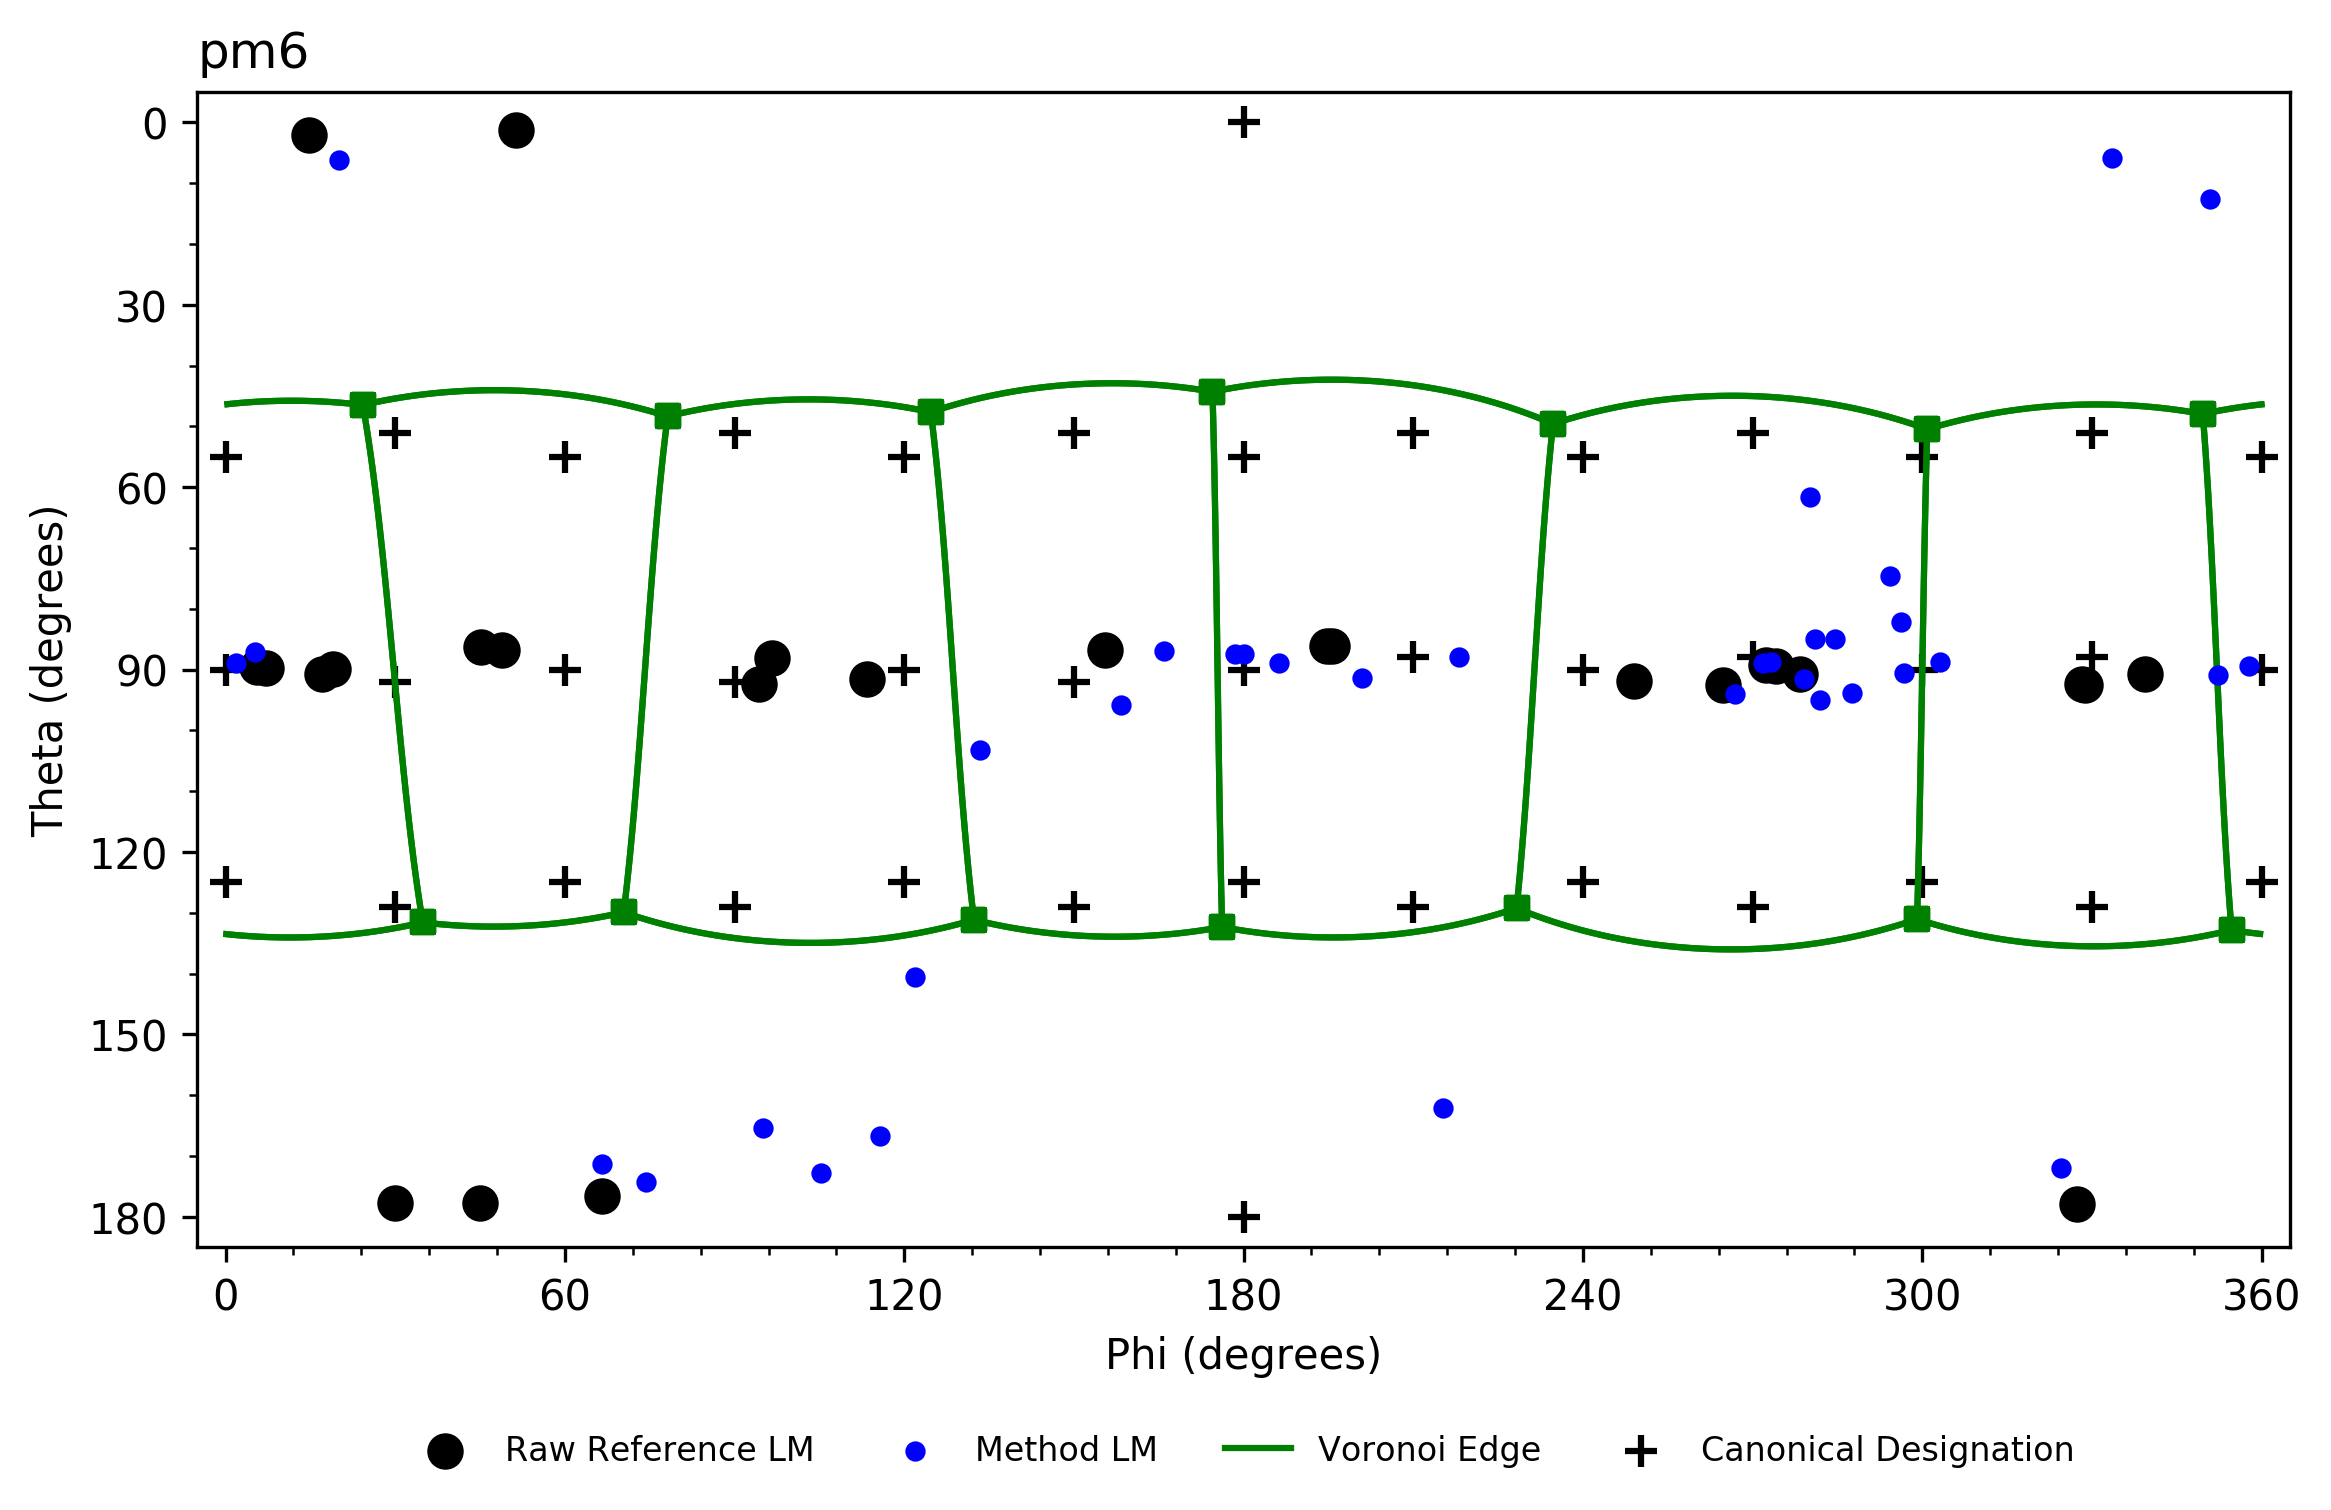 pm6
0
30
60
90
120
150
180
Theta (degrees)
0 60 120 180 240 300 360
Phi (degrees)
Raw Reference LM Method LM Voronoi Edge Canonical Designation